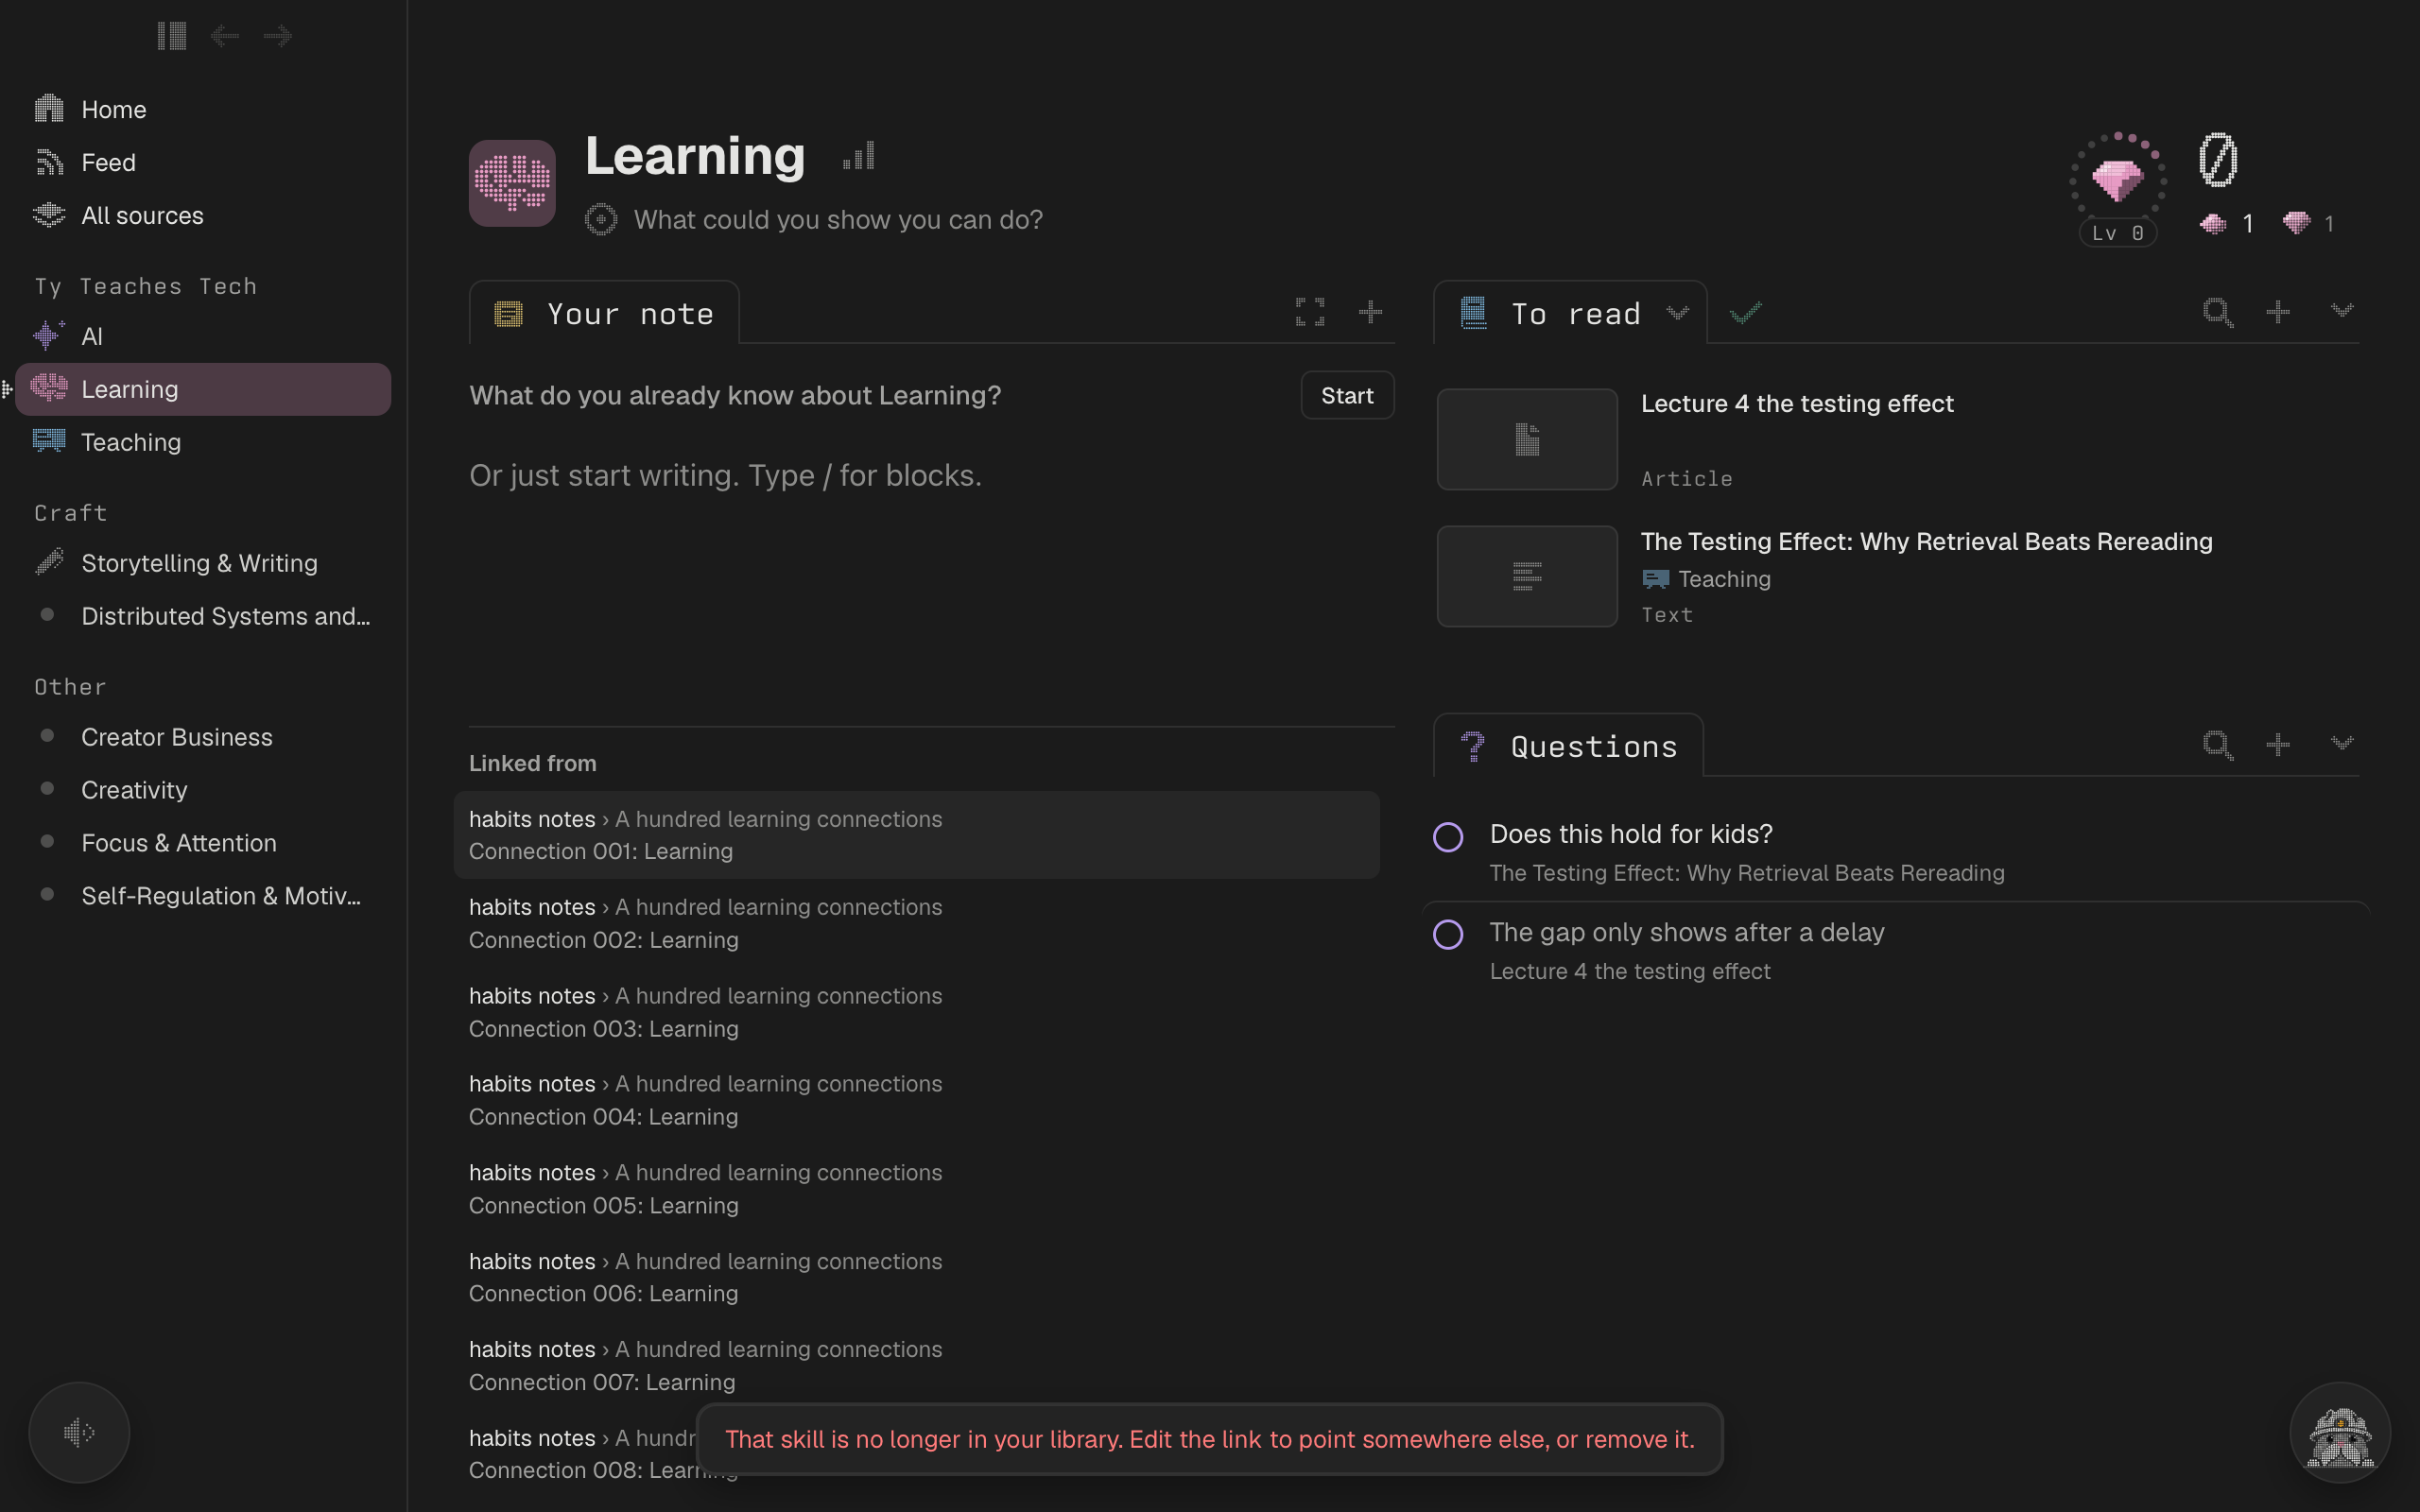 Home
Feed
All sources
Ty Teaches Tech
AI
Learning
Teaching
Craft
Storytelling & Writing
Distributed Systems and...
Other
Creator Business
Creativity
Focus & Attention
Self-Regulation & Motiv...
Learning
What could you show you can do?
Lv 0
0
1
1
Your note
What do you already know about Learning?
Start
Or just start writing. Type / for blocks.
Linked from
habits notes › A hundred learning connections
Connection 001: Learning
habits notes › A hundred learning connections
Connection 002: Learning
habits notes › A hundred learning connections
Connection 003: Learning
habits notes › A hundred learning connections
Connection 004: Learning
habits notes › A hundred learning connections
Connection 005: Learning
habits notes › A hundred learning connections
Connection 006: Learning
habits notes › A hundred learning connections
Connection 007: Learning
habits notes › A hundr
Connection 008: Learning
To read
Lecture 4 the testing effect
Article
The Testing Effect: Why Retrieval Beats Rereading
Teaching
Text
Questions
Does this hold for kids?
The Testing Effect: Why Retrieval Beats Rereading
The gap only shows after a delay
Lecture 4 the testing effect
That skill is no longer in your library. Edit the link to point somewhere else, or remove it.